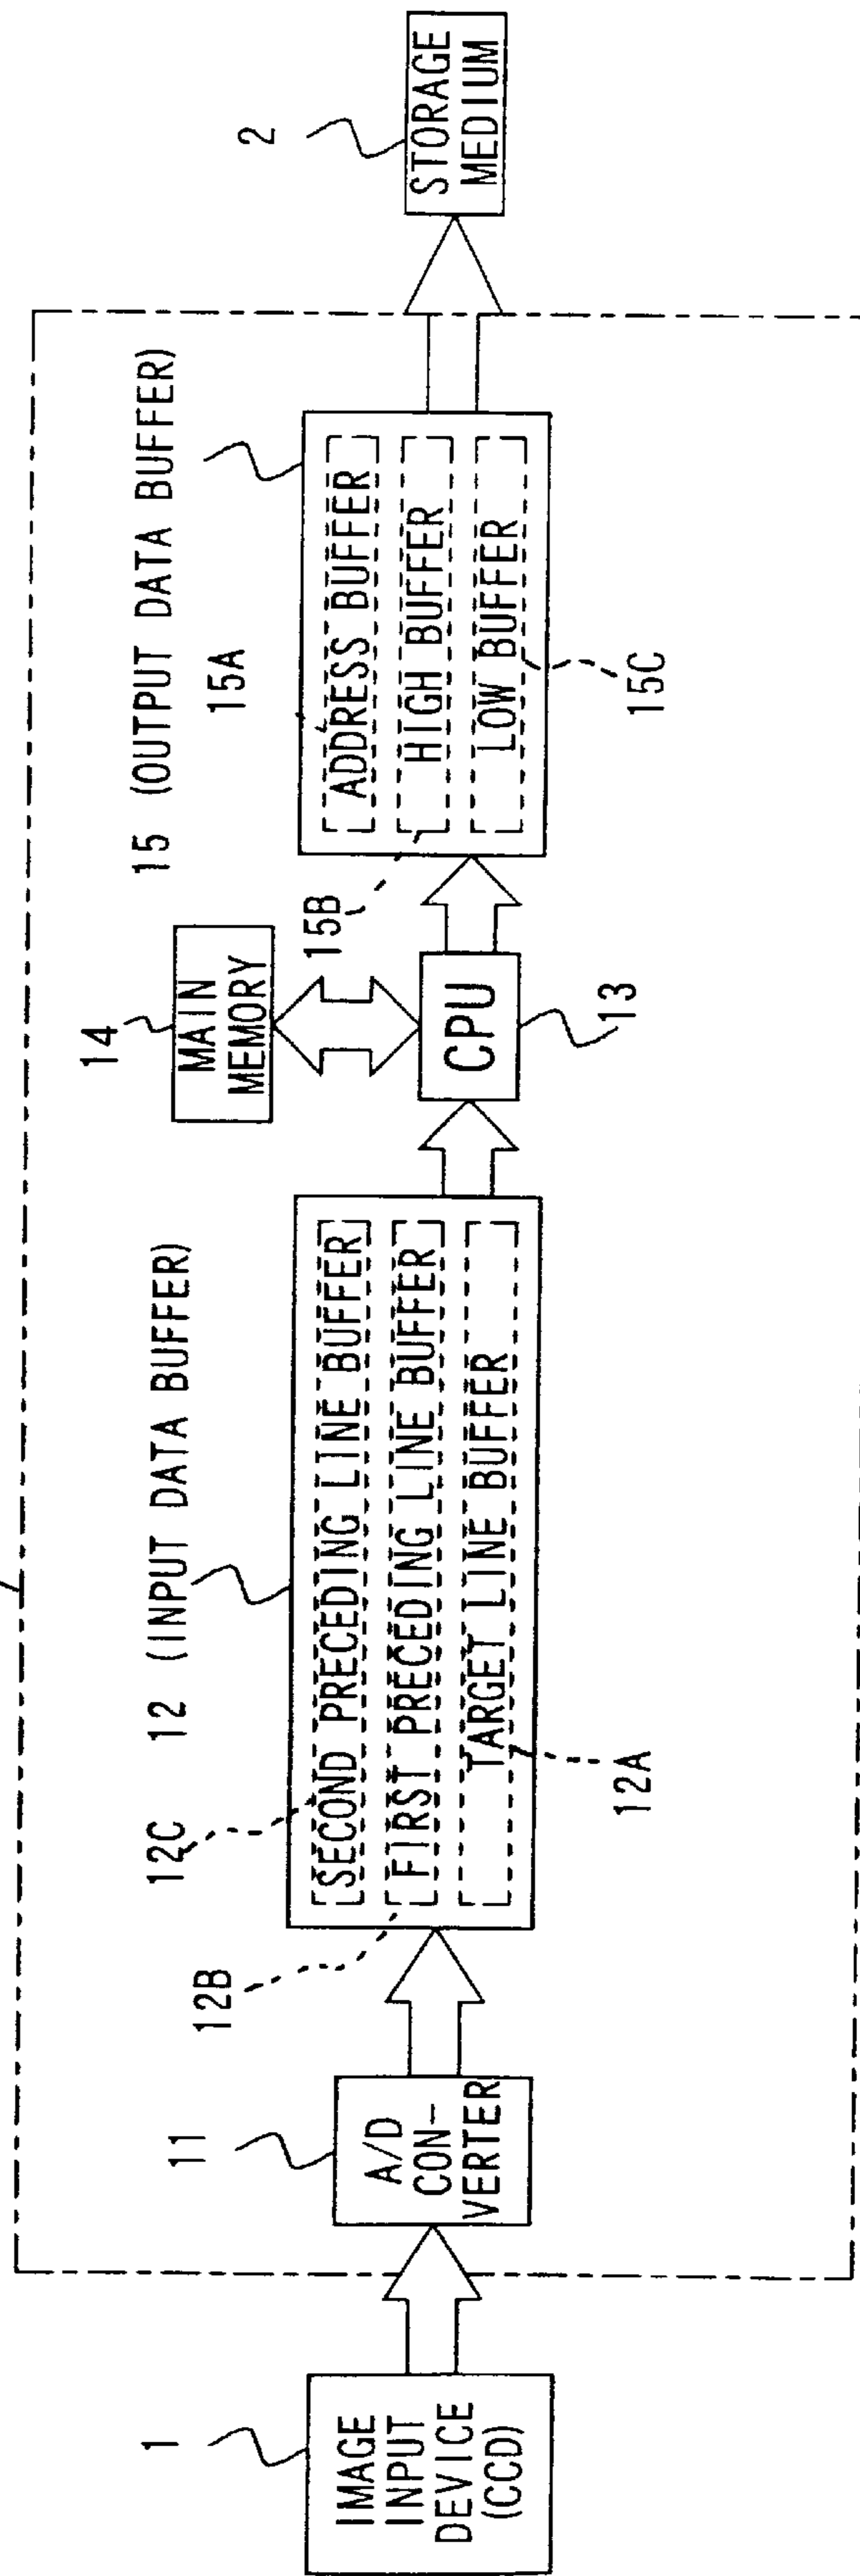 1
IMAGE
INPUT
DEVICE
(CCD)
11
A/D
CON-
VERTER
12 (INPUT DATA BUFFER)
12C
SECOND PRECEDING LINE BUFFER
12B
FIRST PRECEDING LINE BUFFER
TARGET LINE BUFFER
12A
14
MAIN
MEMORY
CPU
13
15 (OUTPUT DATA BUFFER)
15A
ADDRESS BUFFER
15B
HIGH BUFFER
LOW BUFFER
15C
2
STORAGE
MEDIUM